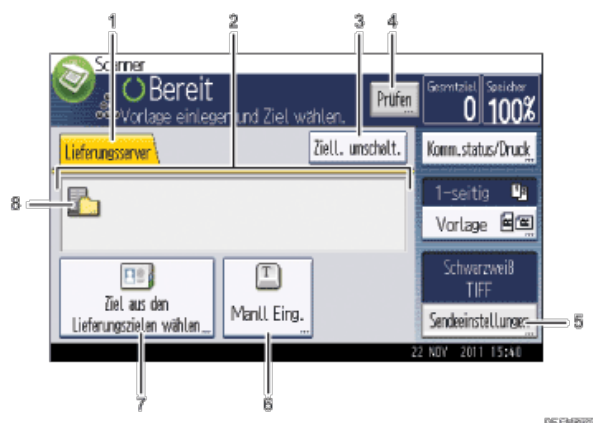 1 2 3 4
Scanner
Bereit
Vorlage einlegen und Ziel wählen.
Prüfen
Gesmtziel
0
Speicher
100%
Lieferungsserver
Ziell. umschalt.
Komm.status/Druck
8
1-seitig
Vorlage
Schwarzweiß
TIFF
Ziel aus den
Lieferungszielen wählen
T
Manll Eing.
Sendeeinstellungen
5
22 NOV 2011 15:40
7 6